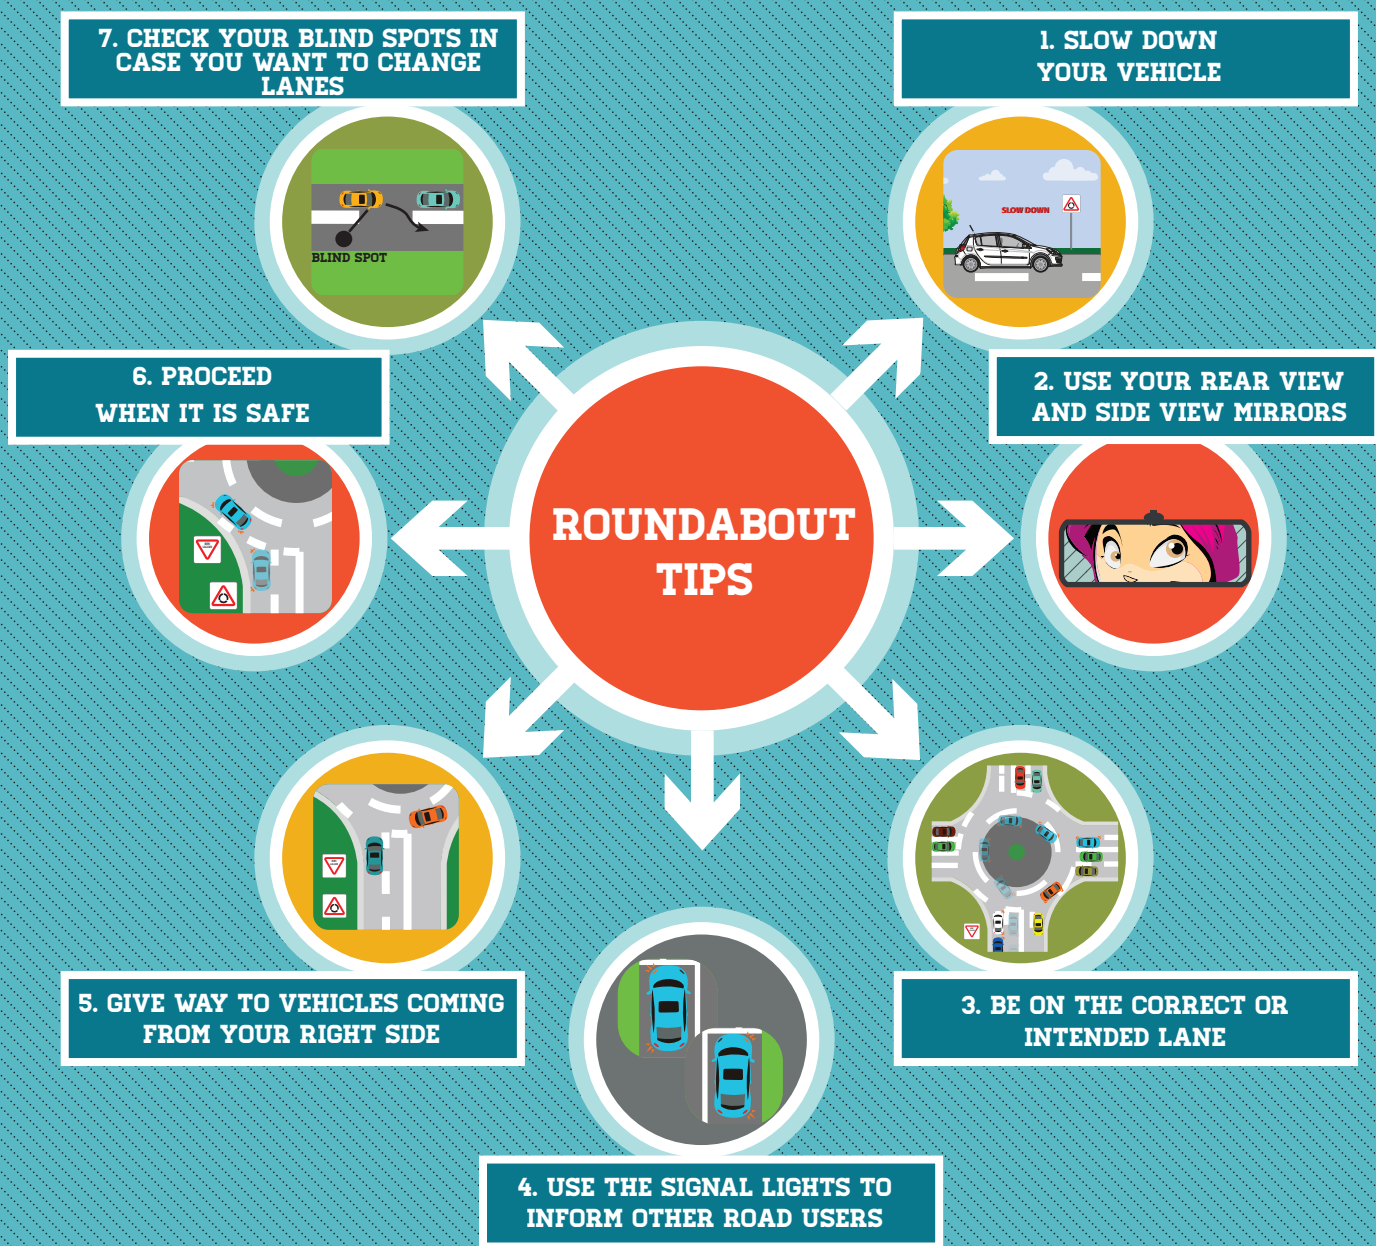 ROUNDABOUT
TIPS
1. SLOW DOWN
YOUR VEHICLE
SLOW DOWN
2. USE YOUR REAR VIEW
AND SIDE VIEW MIRRORS
3. BE ON THE CORRECT OR
INTENDED LANE
4. USE THE SIGNAL LIGHTS TO
INFORM OTHER ROAD USERS
5. GIVE WAY TO VEHICLES COMING
FROM YOUR RIGHT SIDE
6. PROCEED
WHEN IT IS SAFE
7. CHECK YOUR BLIND SPOTS IN
CASE YOU WANT TO CHANGE
LANES
BLIND SPOT